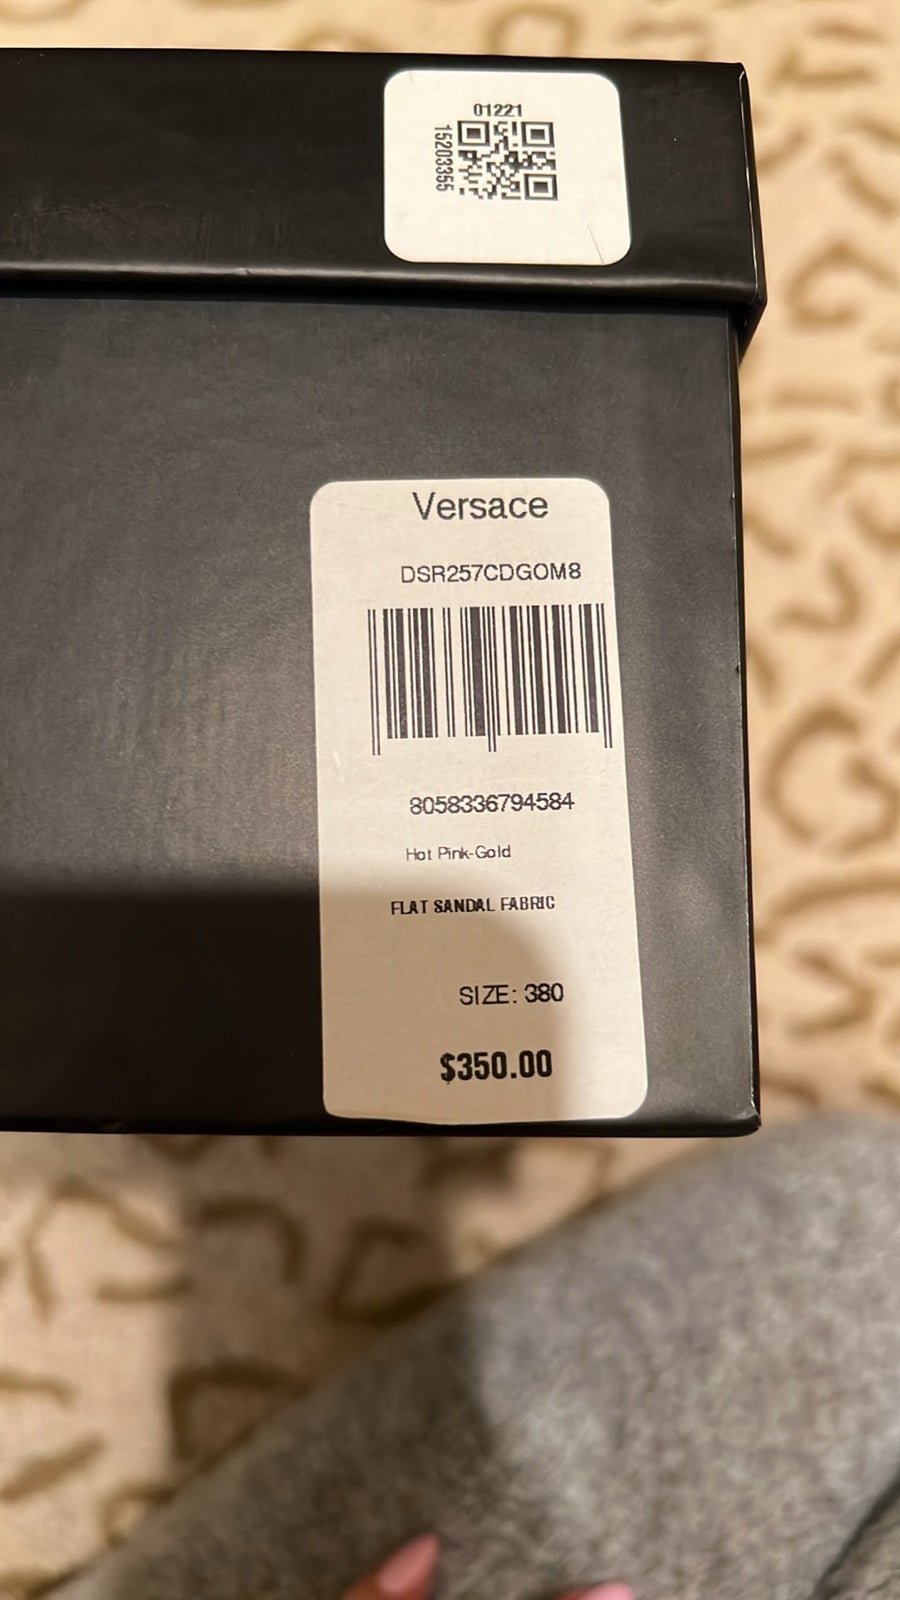 01221
15203355
Versace
DSR257CDGOM8
8058336794584
Hot Pink-Gold
FLAT SANDAL FABRIC
SIZE: 380
$350.00